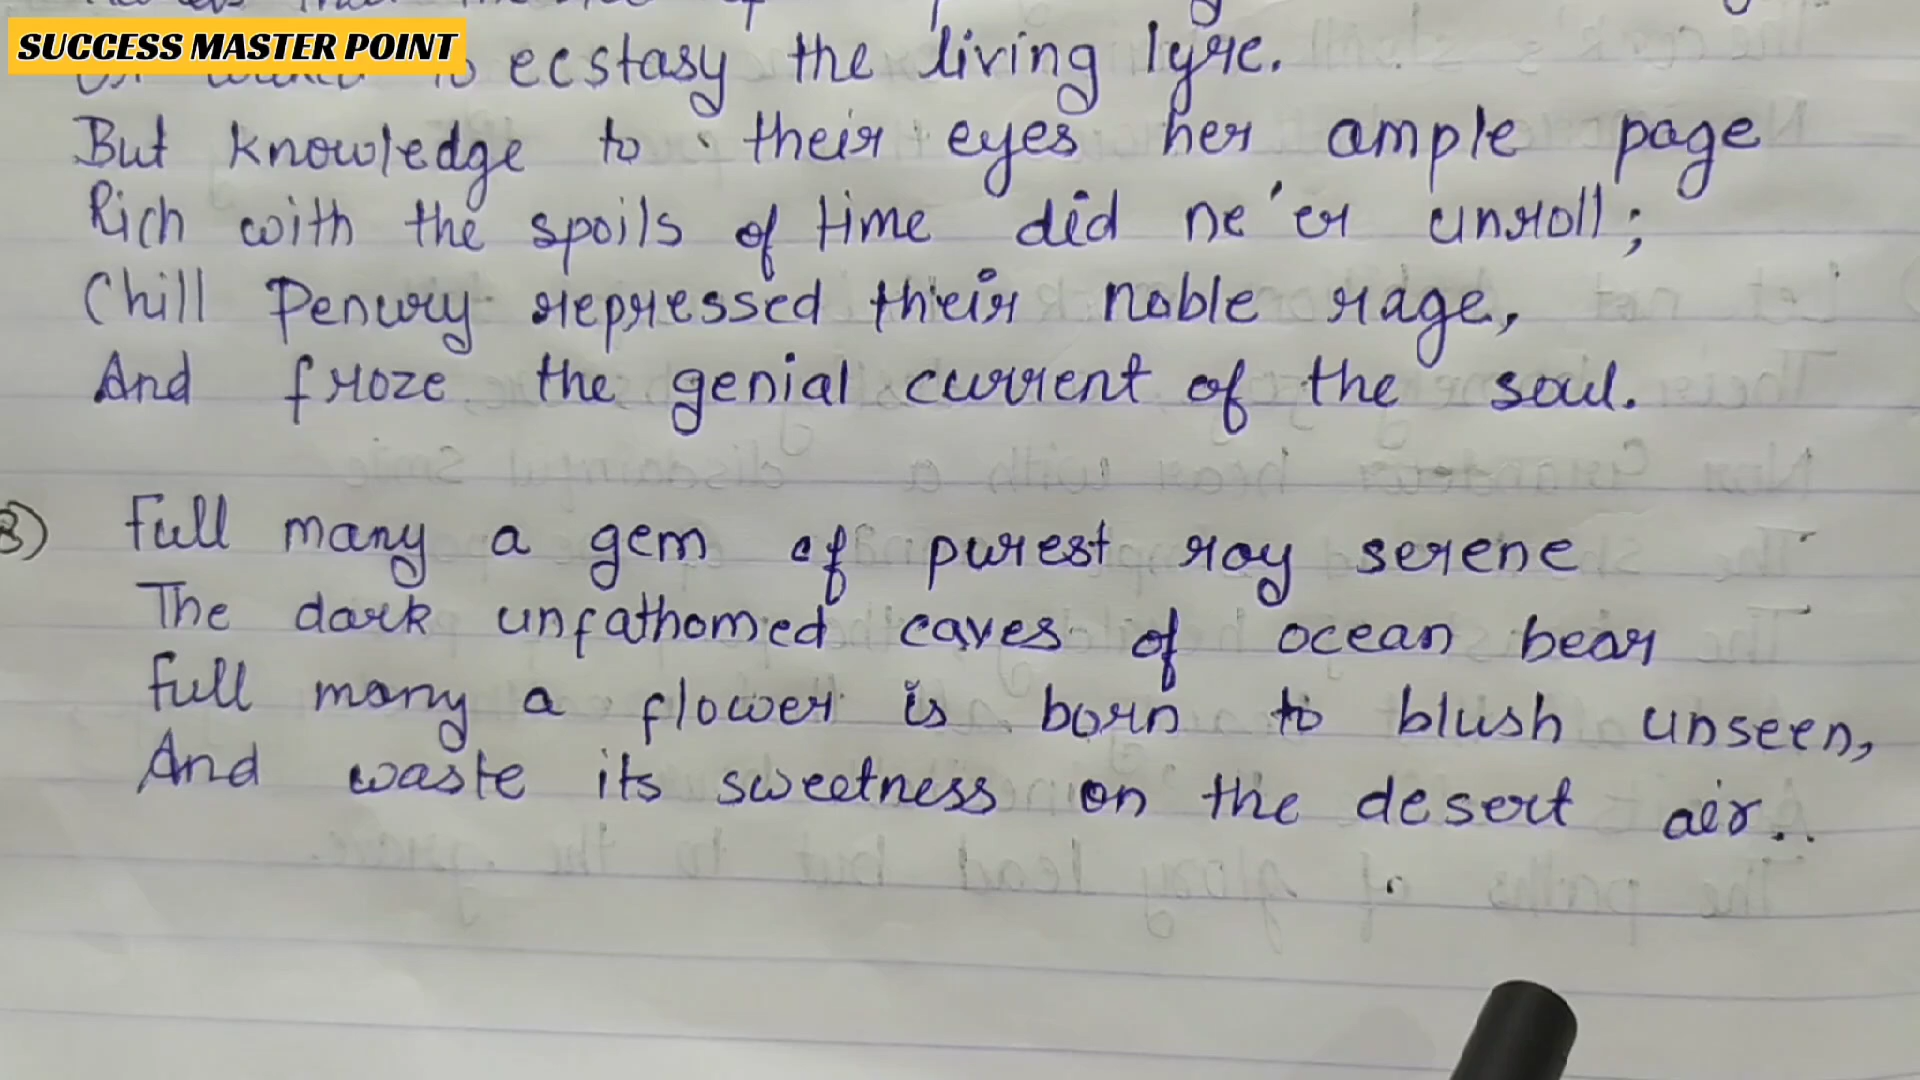 SUCCESS MASTER POINT
to ecstasy the living lyre.
But knowledge to their eyes her ample page
Rich with the spoils of time did ne'er unroll;
Chill Penury repressed their noble rage,
And froze the genial current of the soul.
3) Full many a gem of purest ray serene
The dark unfathomed caves of ocean bear
Full many a flower is born to blush unseen,
And waste its sweetness on the desert air..